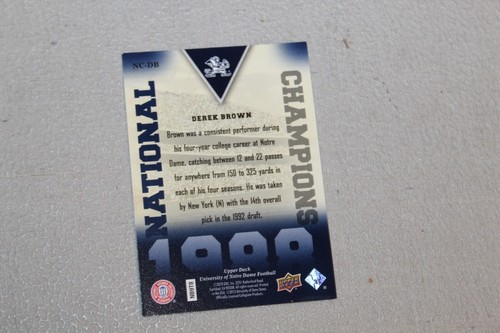 NC-DB
NATIONAL
CHAMPIONS
DEREK BROWN
Brown was a consistent performer during
his four-year college career at Notre
Dame, catching between 12 and 22 passes
for anywhere from 150 to 325 yards in
each of his four seasons. He was taken
by New York (N) with the 14th overall
pick in the 1992 draft.
1988
Upper Deck
University of Notre Dame Football